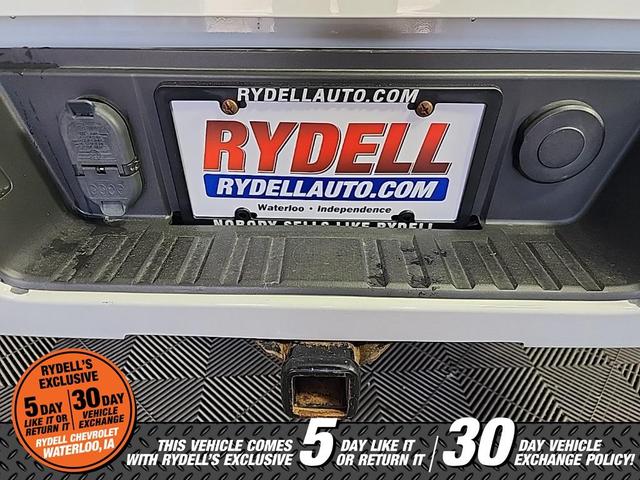 RYDELLAUTO.COM
RYDELL
RYDELLAUTO.COM
Waterloo • Independence
NOBODY SELLS LIKE RYDELL
RYDELL'S
EXCLUSIVE
5 DAY
LIKE IT OR
RETURN IT
30 DAY
VEHICLE
EXCHANGE
RYDELL CHEVROLET
WATERLOO, IA
THIS VEHICLE COMES
WITH RYDELL'S EXCLUSIVE
5 DAY LIKE IT
OR RETURN IT
30 DAY VEHICLE
EXCHANGE POLICY!